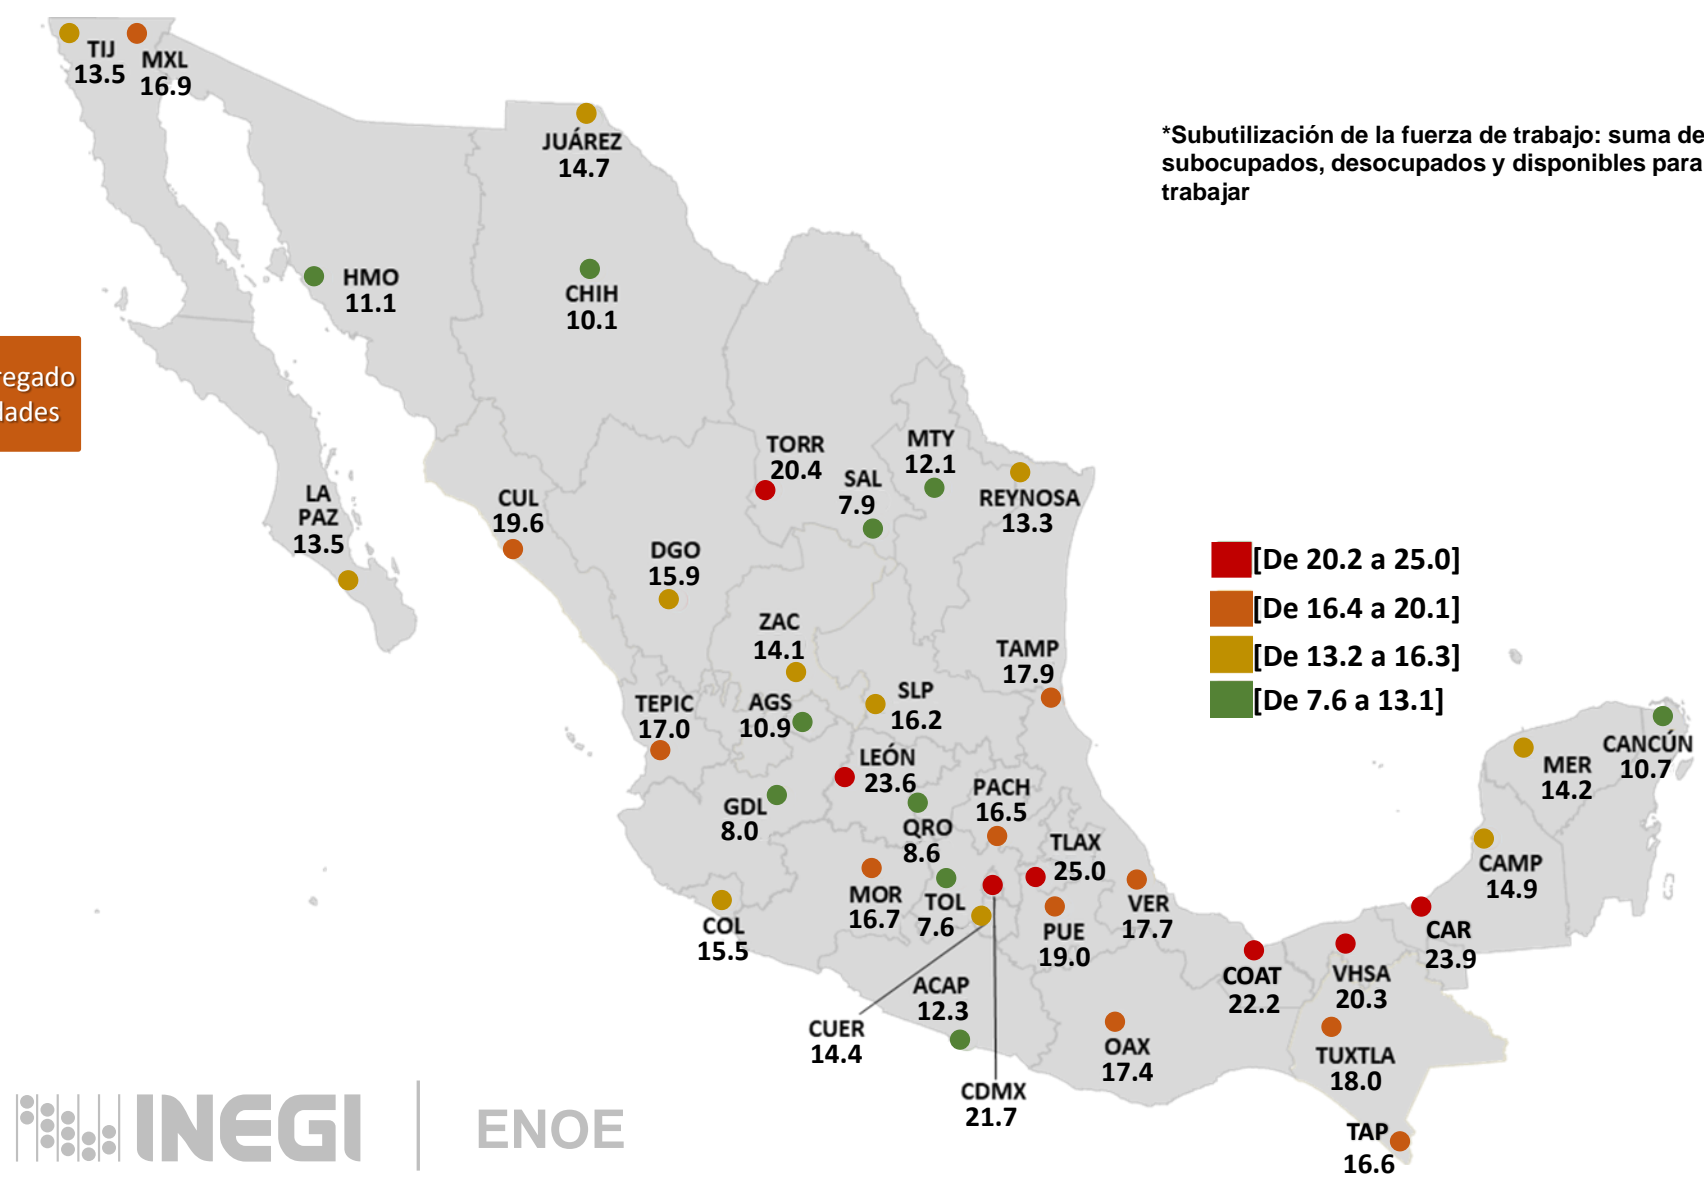 TIJ
13.5
MXL
16.9
JUÁREZ
14.7
*Subutilización de la fuerza de trabajo: suma de
subocupados, desocupados y disponibles para
trabajar
HMO
11.1
CHIH
10.1
regado
dades
TORR
20.4
SAL
7.9
MTY
12.1
REYNOSA
13.3
LA
PAZ
13.5
CUL
19.6
DGO
15.9
[De 20.2 a 25.0]
[De 16.4 a 20.1]
[De 13.2 a 16.3]
[De 7.6 a 13.1]
ZAC
14.1
TAMP
17.9
TEPIC
17.0
AGS
10.9
SLP
16.2
LEÓN
23.6
PACH
16.5
MER
14.2
CANCÚN
10.7
GDL
8.0
QRO
8.6
TLAX
25.0
CAMP
14.9
MOR
16.7
TOL
7.6
VER
17.7
COL
15.5
PUE
19.0
CAR
23.9
COAT
22.2
VHSA
20.3
ACAP
12.3
CUER
14.4
OAX
17.4
TUXTLA
18.0
CDMX
21.7
TAP
16.6
INEGI
ENOE